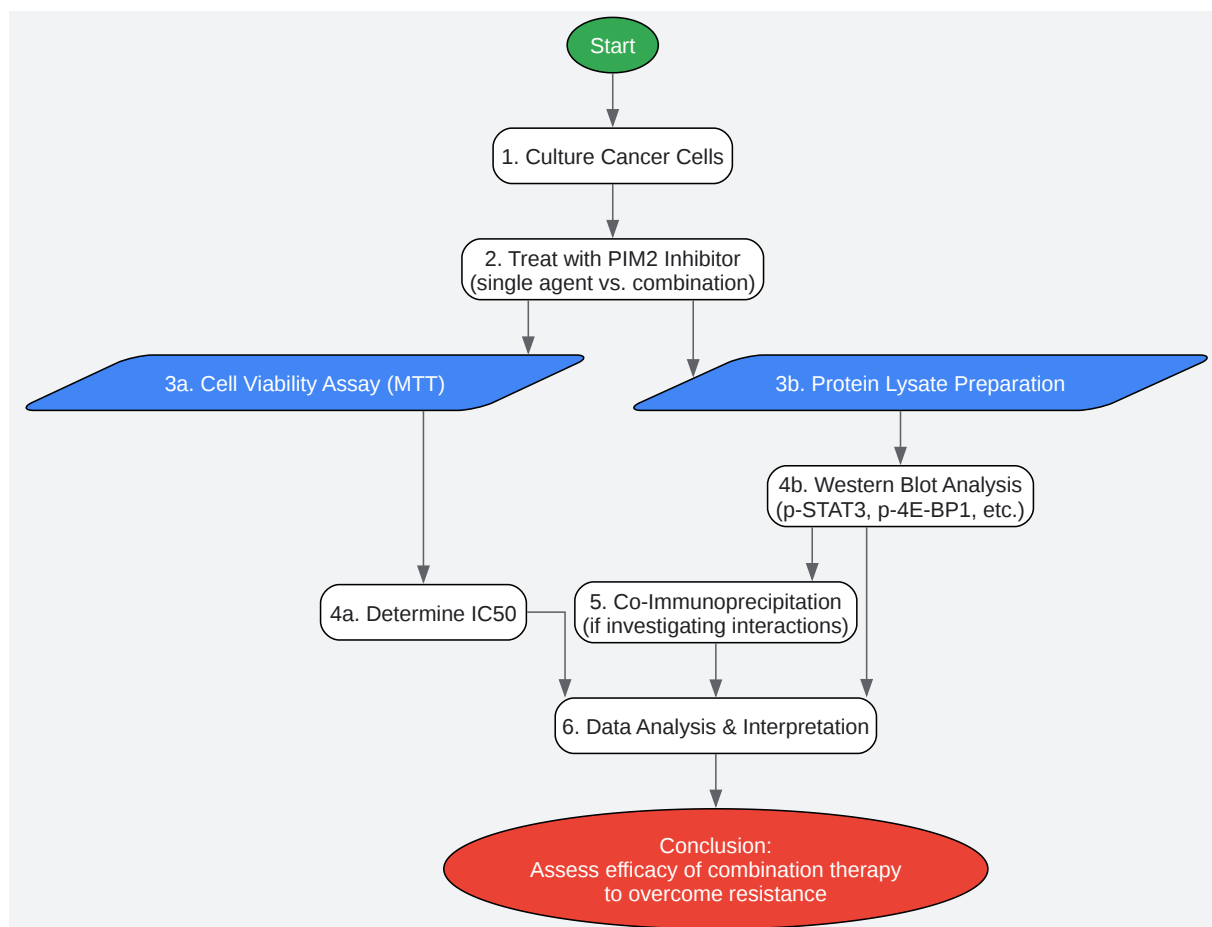 Start
1. Culture Cancer Cells
2. Treat with PIM2 Inhibitor
(single agent vs. combination)
3a. Cell Viability Assay (MTT)
3b. Protein Lysate Preparation
4b. Western Blot Analysis
(p-STAT3, p-4E-BP1, etc.)
4a. Determine IC50
5. Co-Immunoprecipitation
(if investigating interactions)
6. Data Analysis & Interpretation
Conclusion:
Assess efficacy of combination therapy
to overcome resistance